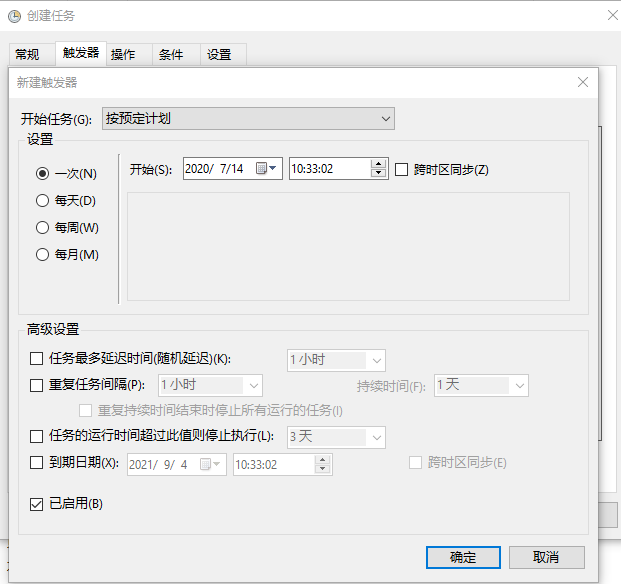 创建任务
常规 触发器 操作 条件 设置
新建触发器
开始任务(G): 按预定计划
设置
一次(N)
每天(D)
每周(W)
每月(M)
开始(S): 2020/ 7/14 10:33:02 跨时区同步(Z)
高级设置
任务最多延迟时间(随机延迟)(K): 1 小时
重复任务间隔(P): 1 小时 持续时间(F): 1 天
重复持续时间结束时停止所有运行的任务(I)
任务的运行时间超过此值则停止执行(L): 3 天
到期日期(X): 2021/ 9/ 4 10:33:02 跨时区同步(E)
已启用(B)
确定 取消